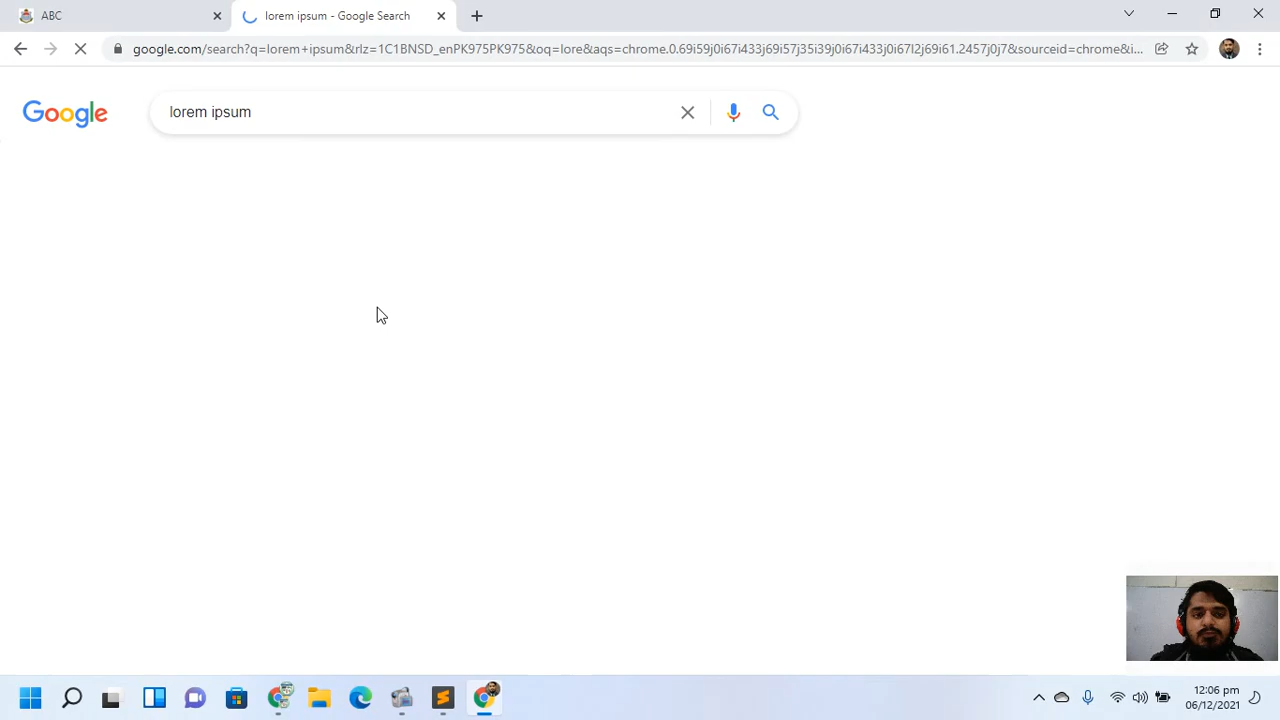 ABC
lorem ipsum - Google Search
google.com/search?q=lorem+ipsum&rlz=1C1BNSD_enPK975PK975&oq=lore&aqs=chrome.0.69i59j0i67i433j69i57j35i39j0i67i433j0i67l2j69i61.2457j0j7&sourceid=chrome&i...
Google
lorem ipsum
12:06 pm
06/12/2021